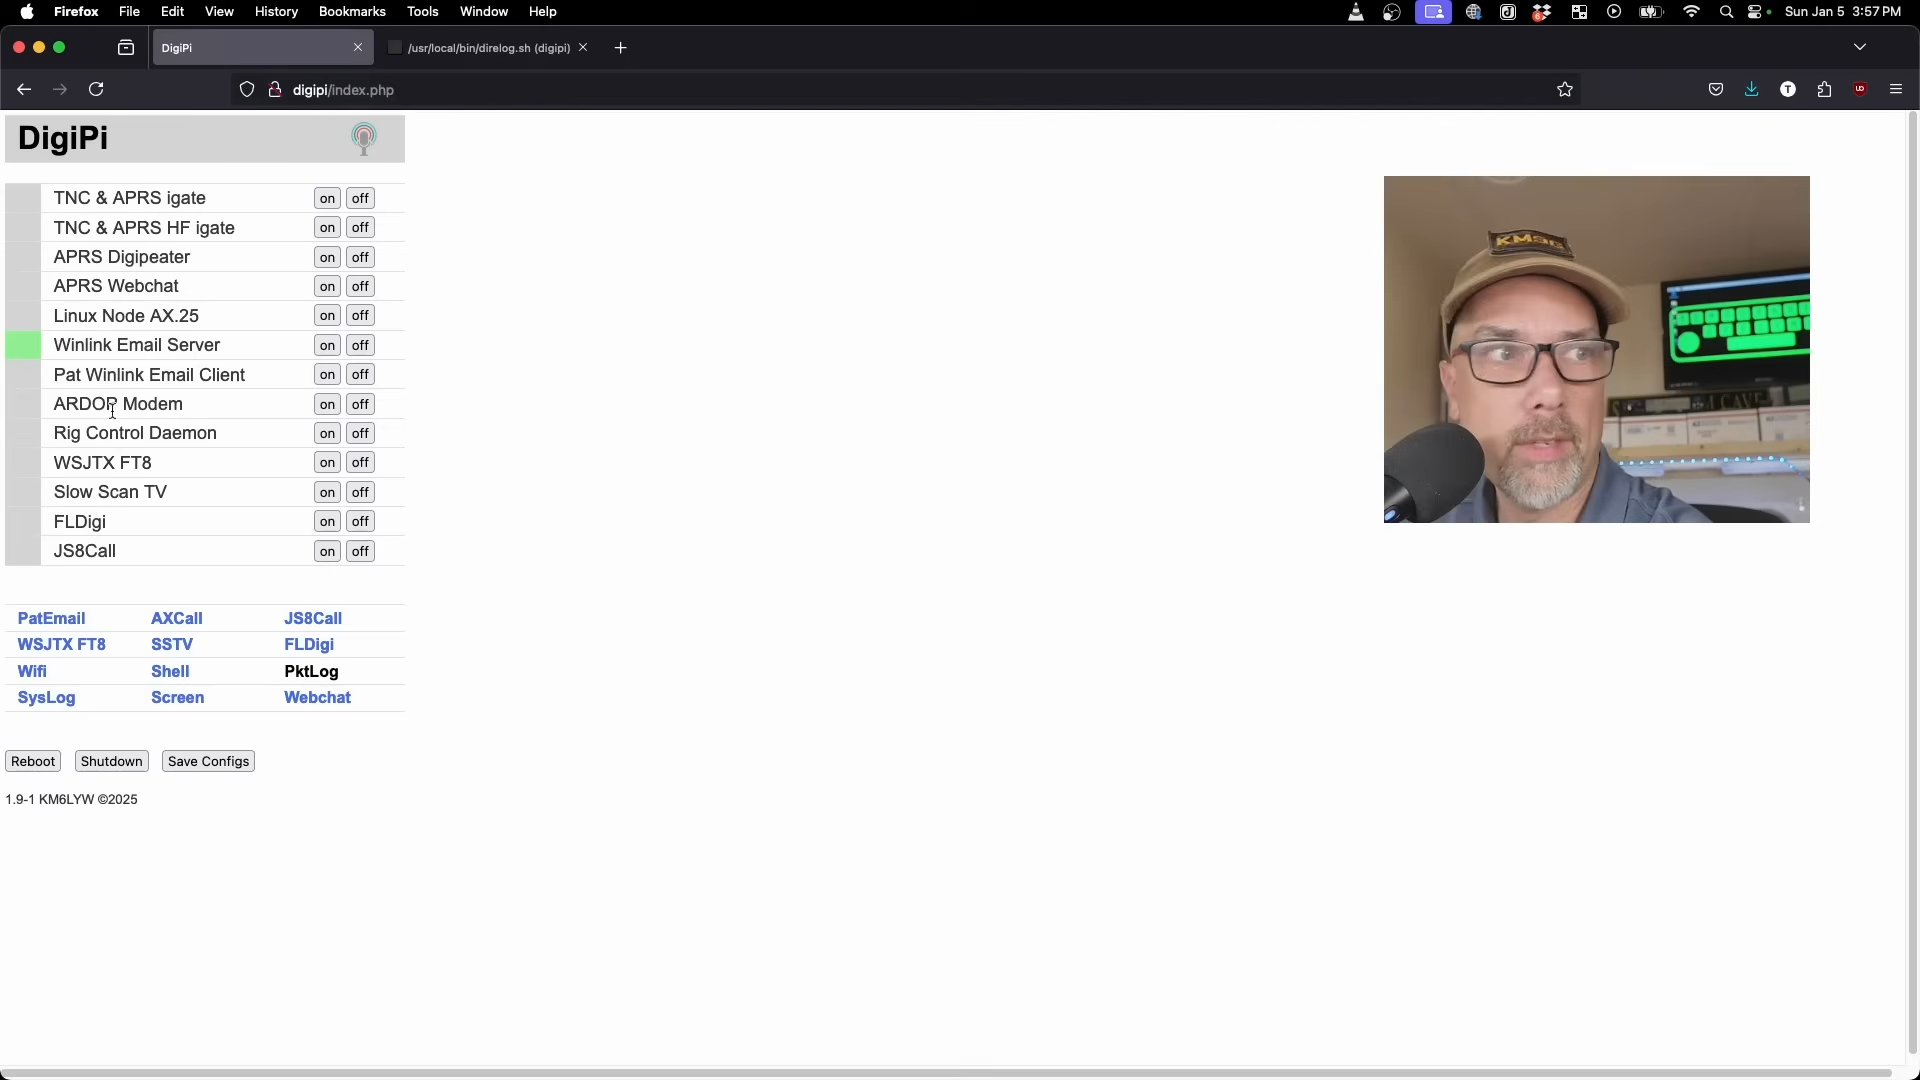 Firefox File Edit View History Bookmarks Tools Window Help Sun Jan 5 3:57 PM
DigiPi /usr/local/bin/direlog.sh (digipi)
digipi/index.php
DigiPi
TNC & APRS igate on off
TNC & APRS HF igate on off
APRS Digipeater on off
APRS Webchat on off
Linux Node AX.25 on off
Winlink Email Server on off
Pat Winlink Email Client on off
ARDOP Modem on off
Rig Control Daemon on off
WSJTX FT8 on off
Slow Scan TV on off
FLDigi on off
JS8Call on off
PatEmail AXCall JS8Call
WSJTX FT8 SSTV FLDigi
Wifi Shell PktLog
SysLog Screen Webchat
Reboot Shutdown Save Configs
1.9-1 KM6LYW ©2025